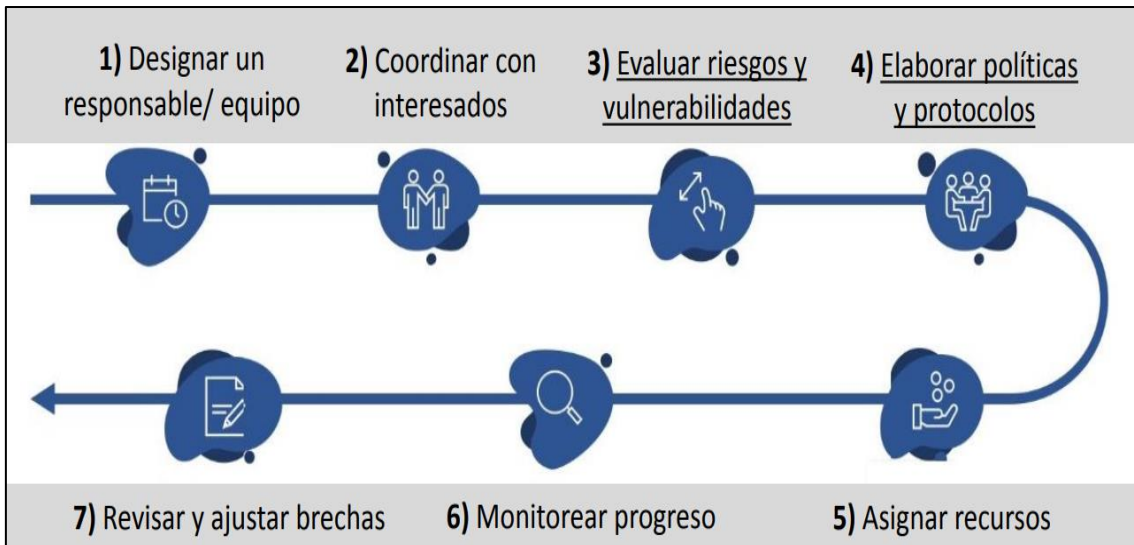 1) Designar un
responsable/ equipo
2) Coordinar con
interesados
3) Evaluar riesgos y
vulnerabilidades
4) Elaborar políticas
y protocolos
5) Asignar recursos
6) Monitorear progreso
7) Revisar y ajustar brechas